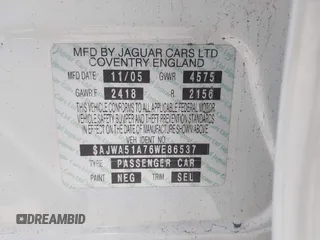 MFD BY JAGUAR CARS LTD
COVENTRY ENGLAND
MFD DATE 11/05 GVWR 4575
GAWR F 2418 R 2156
THIS VEHICLE CONFORMS TO ALL APPLICABLE FEDERAL MOTOR
VEHICLE SAFETY BUMPER AND THEFT PREVENTION STANDARDS
IN EFFECT ON THE DATE OF MANUFACTURE SHOWN ABOVE
VEH IDENT Nº
SAJWA51A76WE86537
TYPE PASSENGER CAR
PAINT NEG TRIM SEL
DREAMBID